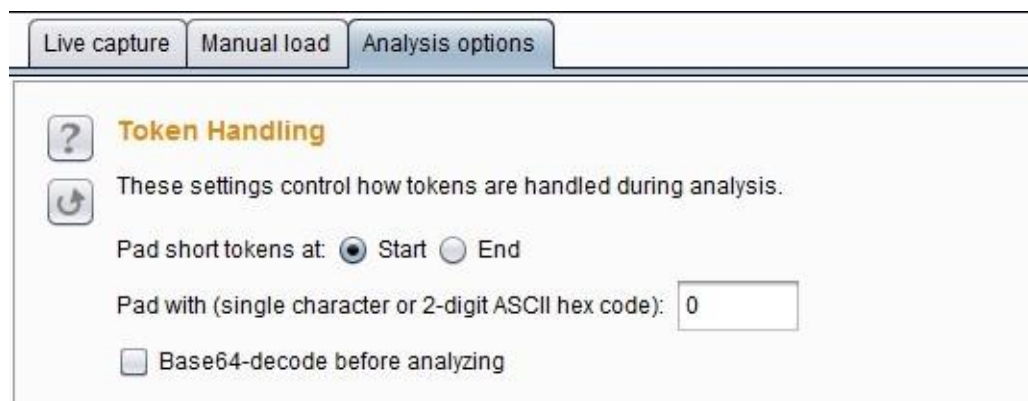 Live capture Manual load Analysis options
?
Token Handling
These settings control how tokens are handled during analysis.
Pad short tokens at: Start End
Pad with (single character or 2-digit ASCII hex code): 0
Base64-decode before analyzing